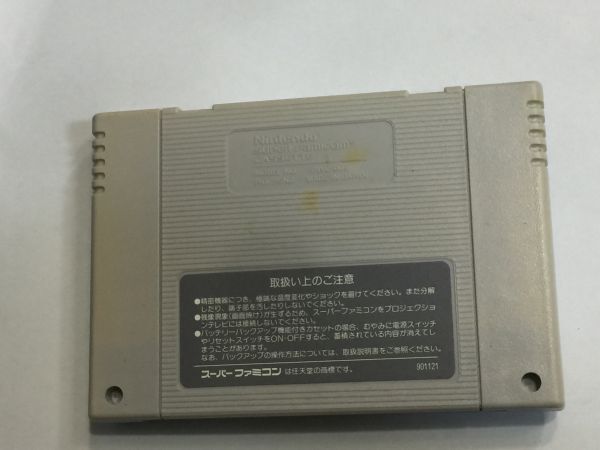 Nintendo
取扱い上のご注意
●精密機器につき、極端な温度変化やショックを避けてください。また分解
したり、端子部を汚したりしないでください。
●残像現象(画面焼け)が生ずるため、スーパーファミコンをプロジェクショ
ンテレビには接続しないでください。
●バッテリーバックアップ機能付きカセットの場合、むやみに電源スイッチ
やリセットスイッチをON・OFFすると、蓄積されている内容が消えてし
まうことがあります。
なお、バックアップの操作方法については、取扱説明書をご参照ください。
スーパーファミコン は任天堂の商標です。
901121